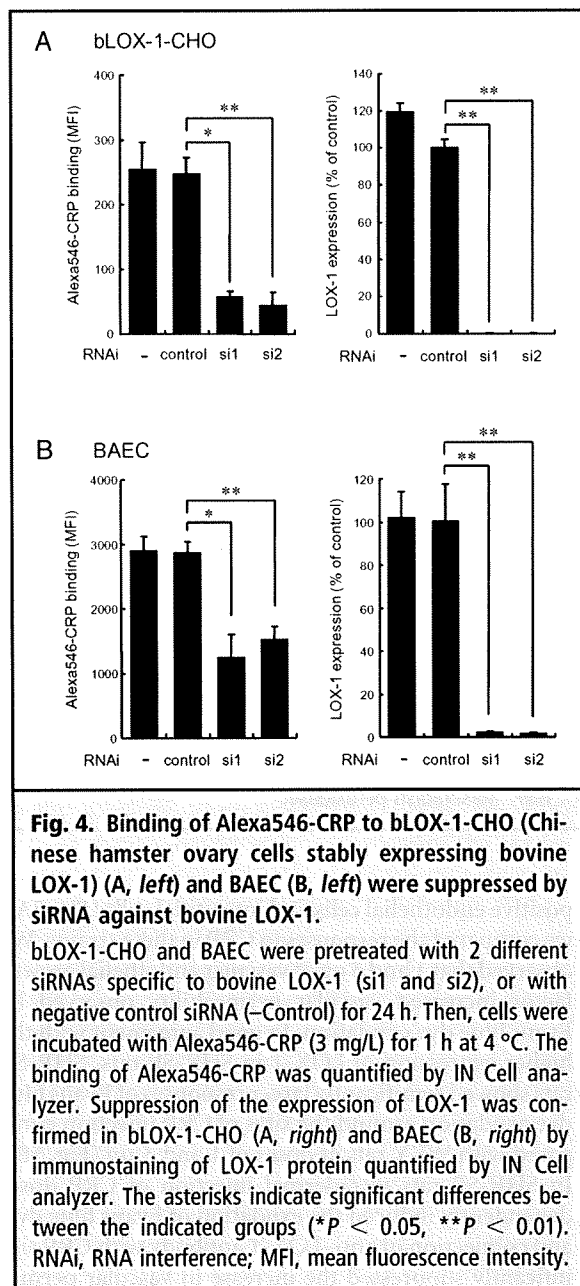 A bLOX-1-CHO
Alexa546-CRP binding (MFI)
400
300
200
100
0
**
*
RNAi - control si1 si2
LOX-1 expression (% of control)
140
120
100
80
60
40
20
0
**
**
- control si1 si2
B BAEC
Alexa546-CRP binding (MFI)
4000
3000
2000
1000
0
**
*
RNAi - control si1 si2
LOX-1 expression (% of control)
120
100
80
60
40
20
0
**
**
RNAi - control si1 si2
Fig. 4. Binding of Alexa546-CRP to bLOX-1-CHO (Chi-
nese hamster ovary cells stably expressing bovine
LOX-1) (A, left) and BAEC (B, left) were suppressed by
siRNA against bovine LOX-1.
bLOX-1-CHO and BAEC were pretreated with 2 different
siRNAs specific to bovine LOX-1 (si1 and si2), or with
negative control siRNA (–Control) for 24 h. Then, cells were
incubated with Alexa546-CRP (3 mg/L) for 1 h at 4 °C. The
binding of Alexa546-CRP was quantified by IN Cell ana-
lyzer. Suppression of the expression of LOX-1 was con-
firmed in bLOX-1-CHO (A, right) and BAEC (B, right) by
immunostaining of LOX-1 protein quantified by IN Cell
analyzer. The asterisks indicate significant differences be-
tween the indicated groups (*P < 0.05, **P < 0.01).
RNAi, RNA interference; MFI, mean fluorescence intensity.